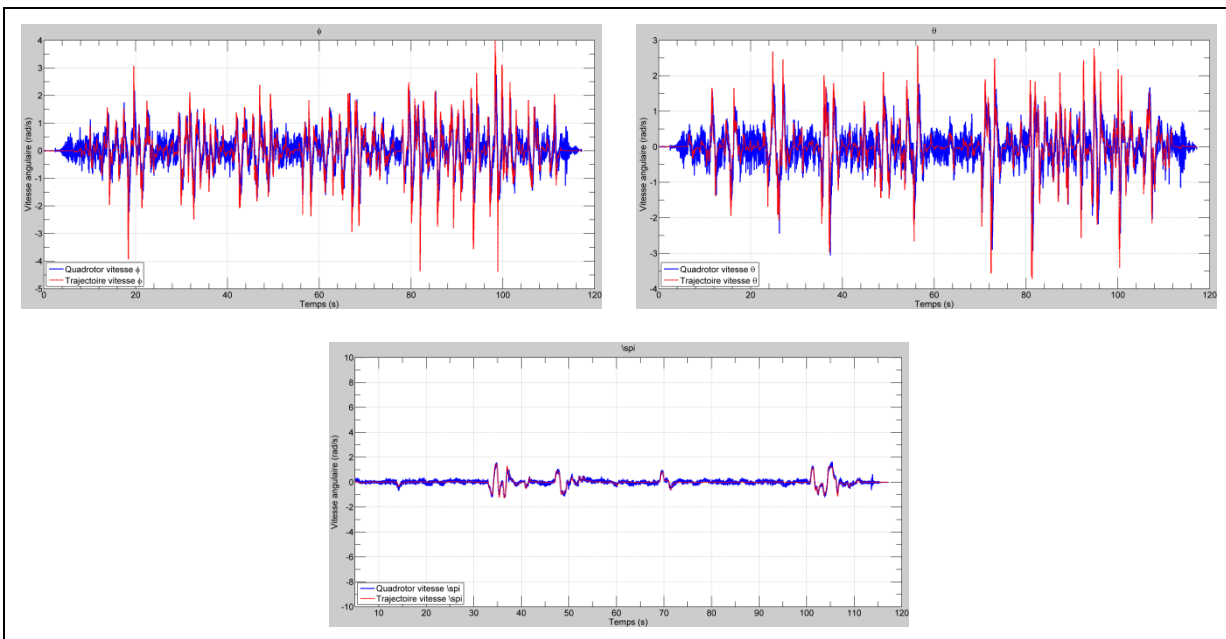 φ
4
3
2
1
0
-1
-2
-3
-4
-5
0 20 40 60 80 100 120
Vitesse angulaire (rad/s)
Temps (s)
Quadrotor vitesse φ
Trajectoire vitesse φ
θ
3
2
1
0
-1
-2
-3
-4
0 20 40 60 80 100 120
Vitesse angulaire (rad/s)
Temps (s)
Quadrotor vitesse θ
Trajectoire vitesse θ
\spi
10
8
6
4
2
0
-2
-4
-6
-8
-10
10 20 30 40 50 60 70 80 90 100 110 120
Vitesse angulaire (rad/s)
Temps (s)
Quadrotor vitesse \spi
Trajectoire vitesse \spi